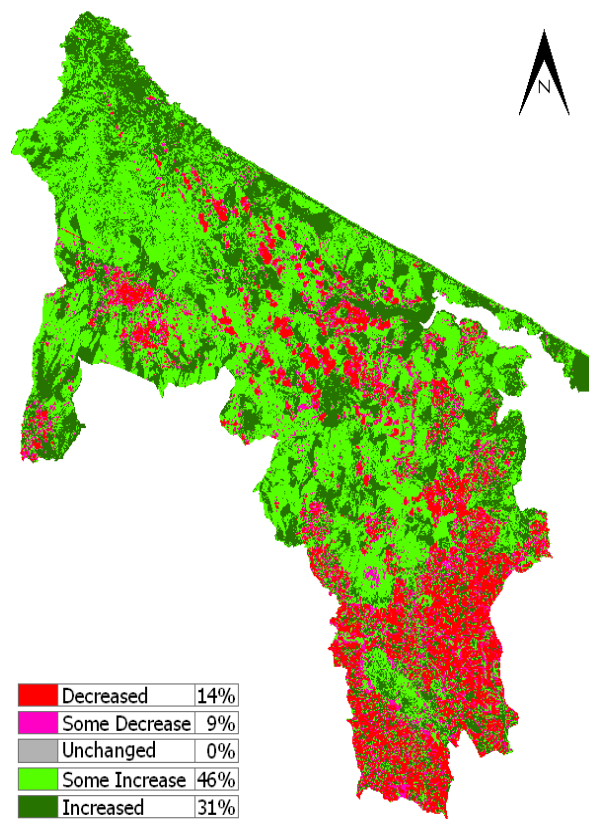 N
Decreased 14%
Some Decrease 9%
Unchanged 0%
Some Increase 46%
Increased 31%